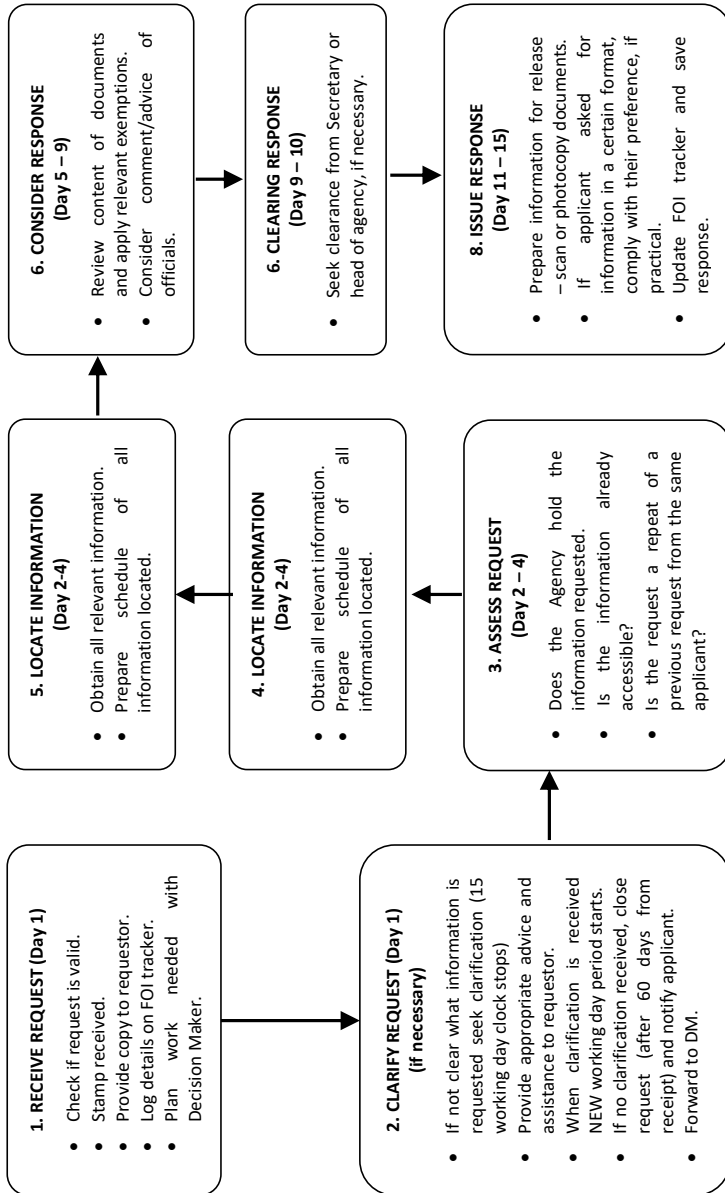 1. RECEIVE REQUEST (Day 1)
• Check if request is valid.
• Stamp received.
• Provide copy to requestor.
• Log details on FOI tracker.
• Plan work needed with
Decision Maker.
2. CLARIFY REQUEST (Day 1)
(if necessary)
• If not clear what information is
requested seek clarification (15
working day clock stops)
• Provide appropriate advice and
assistance to requestor.
• When clarification is received
NEW working day period starts.
• If no clarification received, close
request (after 60 days from
receipt) and notify applicant.
• Forward to DM.
3. ASSESS REQUEST
(Day 2 – 4)
• Does the Agency hold the
information requested.
• Is the information already
accessible?
• Is the request a repeat of a
previous request from the same
applicant?
4. LOCATE INFORMATION
(Day 2-4)
• Obtain all relevant information.
• Prepare schedule of all
information located.
5. LOCATE INFORMATION
(Day 2-4)
• Obtain all relevant information.
• Prepare schedule of all
information located.
6. CONSIDER RESPONSE
(Day 5 – 9)
• Review content of documents
and apply relevant exemptions.
• Consider comment/advice of
officials.
6. CLEARING RESPONSE
(Day 9 – 10)
• Seek clearance from Secretary or
head of agency, if necessary.
8. ISSUE RESPONSE
(Day 11 – 15)
• Prepare information for release
– scan or photocopy documents.
• If applicant asked for
information in a certain format,
comply with their preference, if
practical.
• Update FOI tracker and save
response.